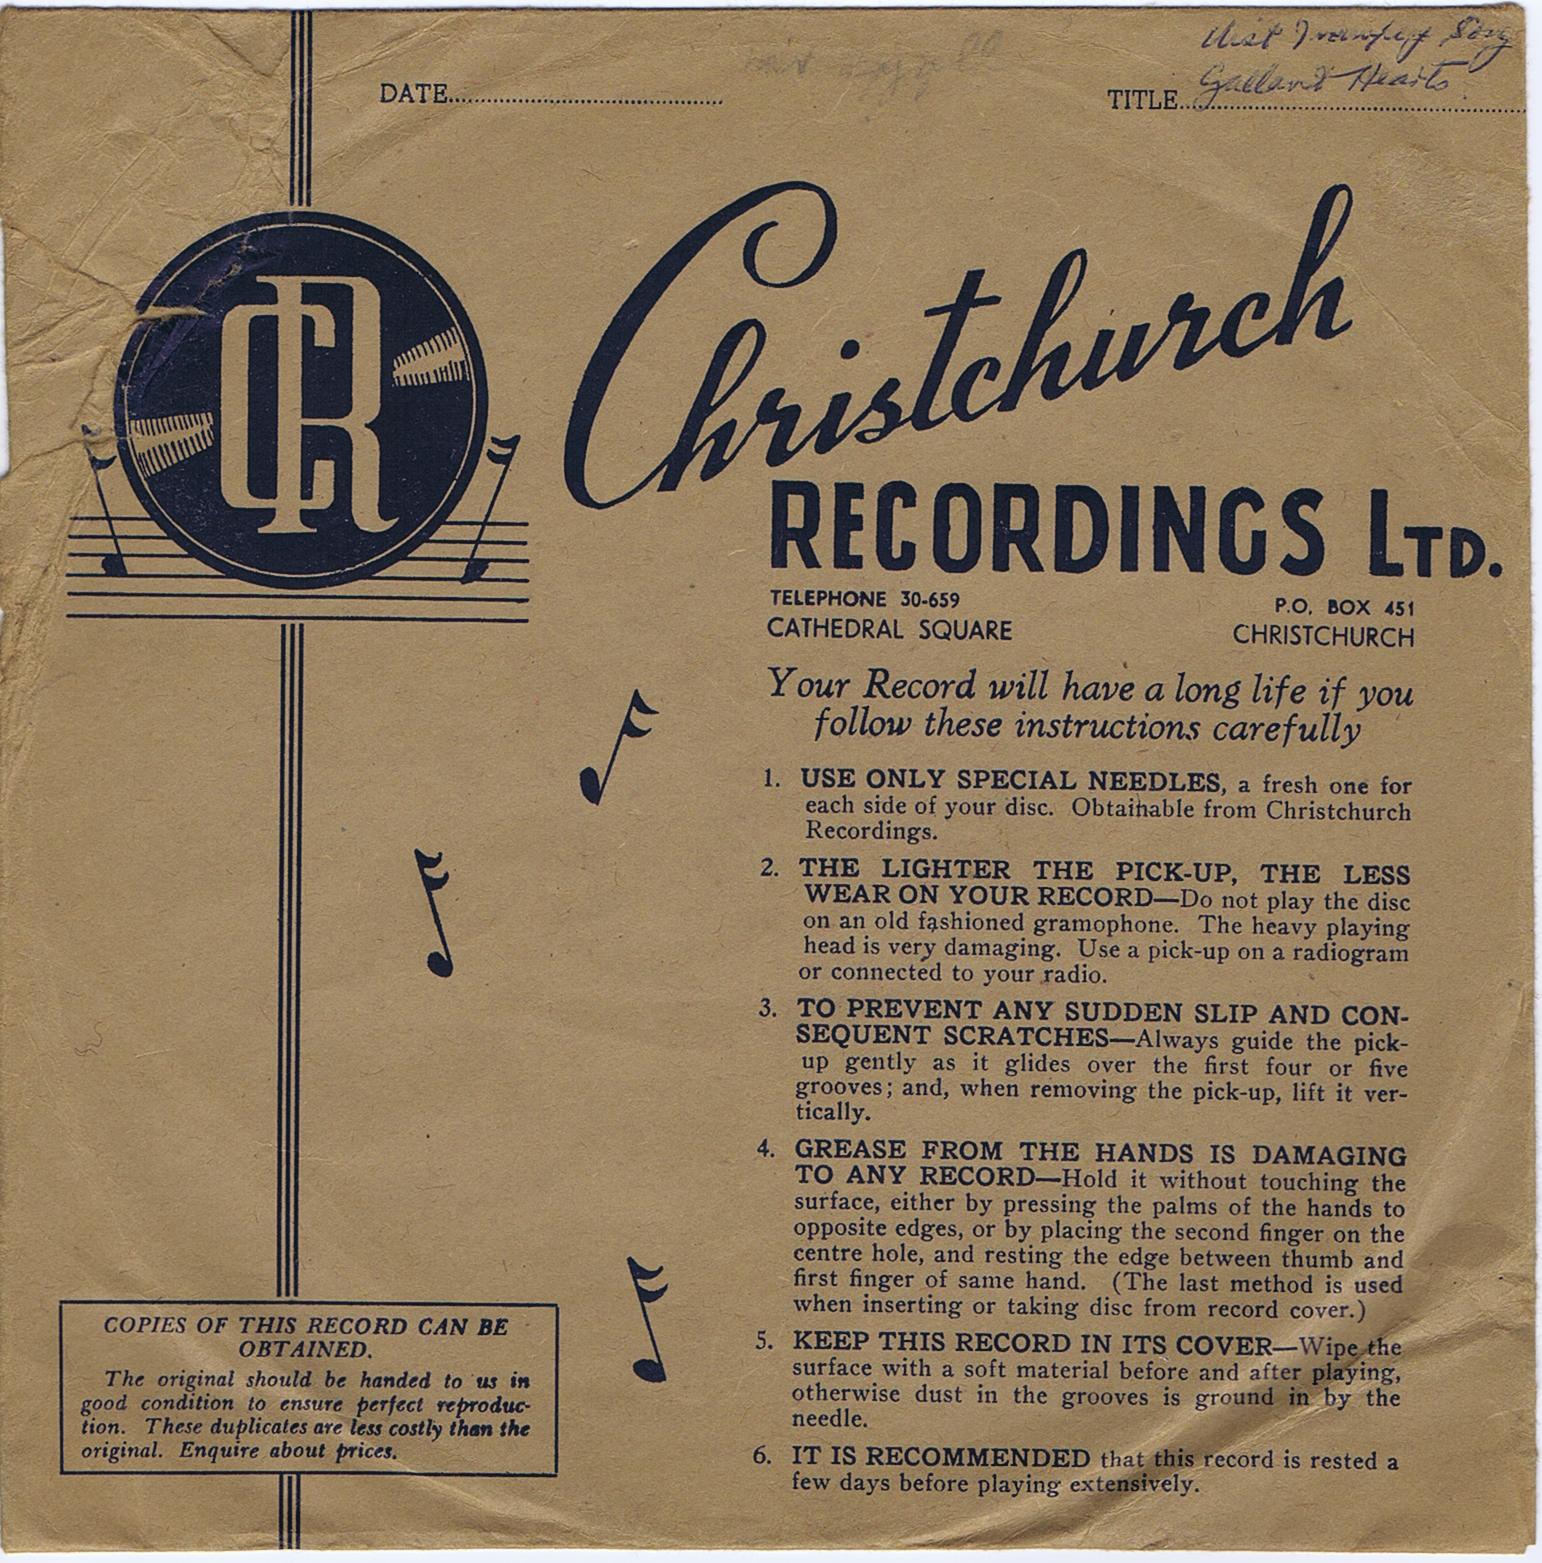 DATE
TITLE
Uist Tramping Song
Gallant Hearts
CR
Christchurch
RECORDINGS LTD.
TELEPHONE 30-659
CATHEDRAL SQUARE
P.O. BOX 451
CHRISTCHURCH
Your Record will have a long life if you
follow these instructions carefully
1. USE ONLY SPECIAL NEEDLES, a fresh one for
each side of your disc. Obtainable from Christchurch
Recordings.
2. THE LIGHTER THE PICK-UP, THE LESS
WEAR ON YOUR RECORD—Do not play the disc
on an old fashioned gramophone. The heavy playing
head is very damaging. Use a pick-up on a radiogram
or connected to your radio.
3. TO PREVENT ANY SUDDEN SLIP AND CON-
SEQUENT SCRATCHES—Always guide the pick-
up gently as it glides over the first four or five
grooves; and, when removing the pick-up, lift it ver-
tically.
4. GREASE FROM THE HANDS IS DAMAGING
TO ANY RECORD—Hold it without touching the
surface, either by pressing the palms of the hands to
opposite edges, or by placing the second finger on the
centre hole, and resting the edge between thumb and
first finger of same hand. (The last method is used
when inserting or taking disc from record cover.)
5. KEEP THIS RECORD IN ITS COVER—Wipe the
surface with a soft material before and after playing,
otherwise dust in the grooves is ground in by the
needle.
6. IT IS RECOMMENDED that this record is rested a
few days before playing extensively.
COPIES OF THIS RECORD CAN BE
OBTAINED.
The original should be handed to us in
good condition to ensure perfect reproduc-
tion. These duplicates are less costly than the
original. Enquire about prices.